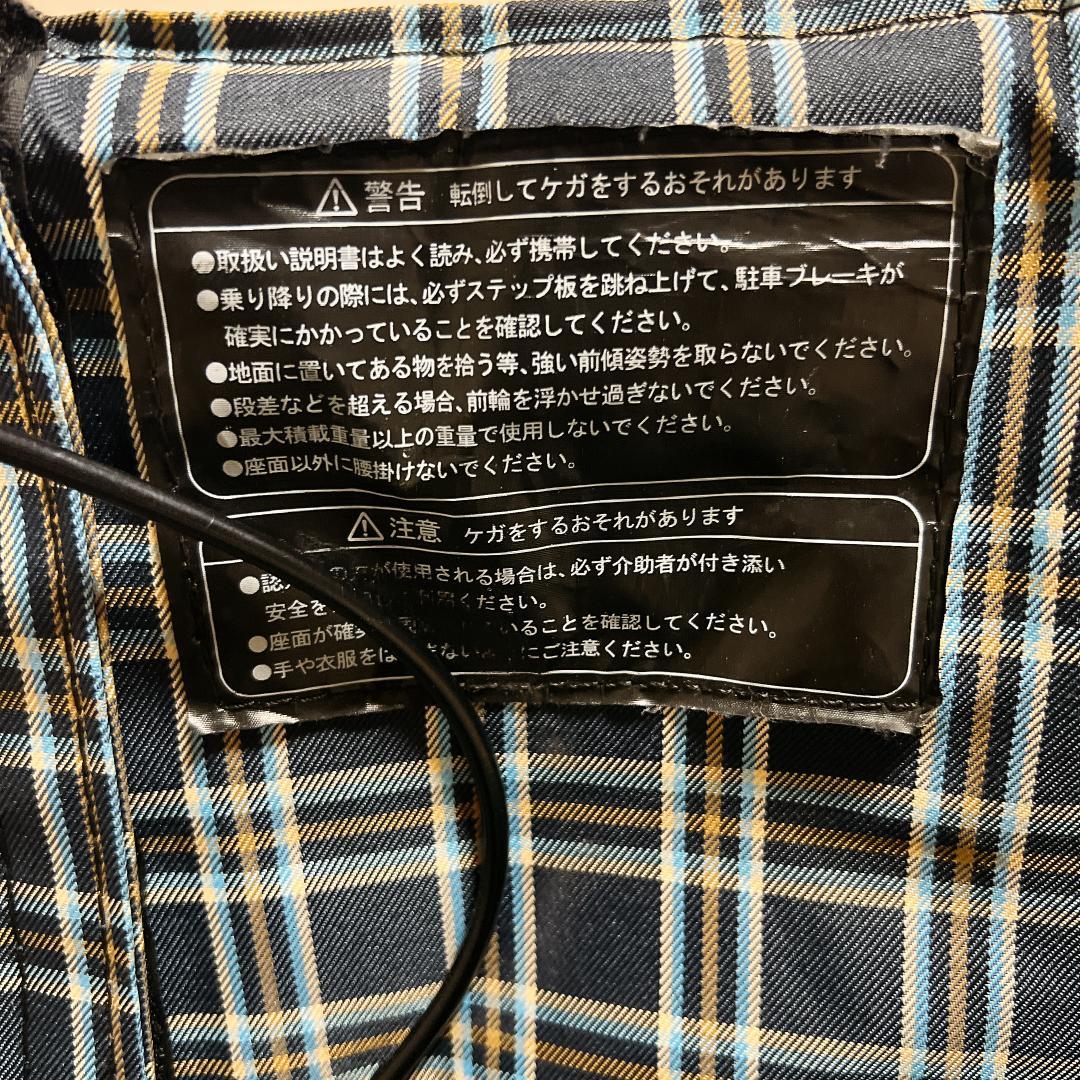 ⚠警告 転倒してケガをするおそれがあります
●取扱い説明書はよく読み、必ず携帯してください。
●乗り降りの際には、必ずステップ板を跳ね上げて、駐車ブレーキが
確実にかかっていることを確認してください。
●地面に置いてある物を拾う等、強い前傾姿勢を取らないでください。
●段差などを超える場合、前輪を浮かせ過ぎないでください。
●最大積載重量以上の重量で使用しないでください。
●座面以外に腰掛けないでください。
⚠注意 ケガをするおそれがあります
●認 が使用される場合は、必ず介助者が付き添い
安全を ください。
●座面が確 いることを確認してください。
●手や衣服をは ない にご注意ください。